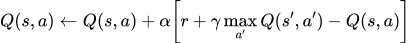 Q(s, a) ← Q(s, a) + α[r + γ max_{a′} Q(s′, a′) − Q(s, a)]